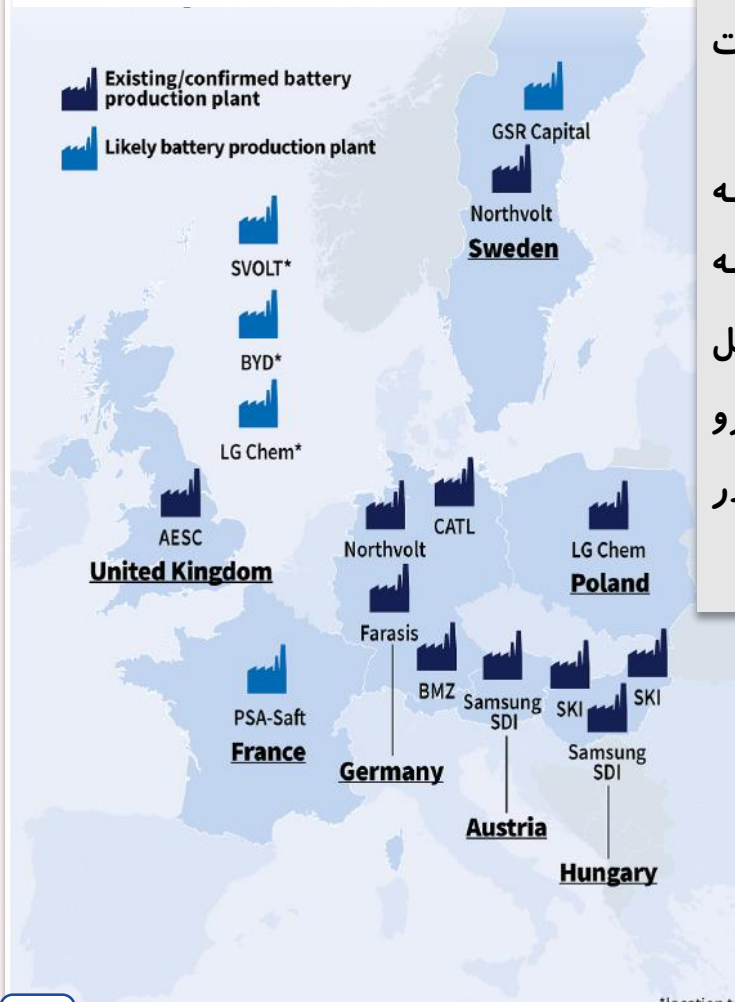 Existing/confirmed battery
production plant
Likely battery production plant
GSR Capital
Northvolt
Sweden
SVOLT*
BYD*
LG Chem*
AESC
United Kingdom
Northvolt
CATL
LG Chem
Poland
Farasis
BMZ
Samsung
SDI
SKI
SKI
Samsung
SDI
PSA-Saft
France
Germany
Austria
Hungary